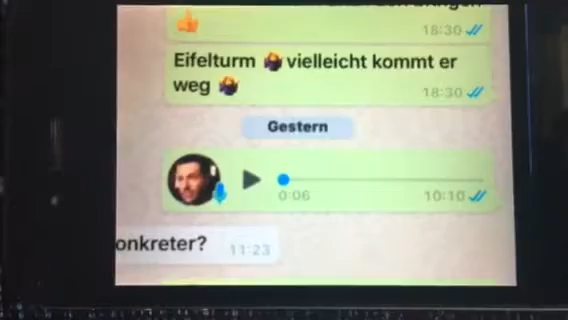 👍 18:30
Eifelturm 🤷‍♀️ vielleicht kommt er
weg 🤷‍♀️ 18:30
Gestern
0:06 10:10
onkreter? 11:23